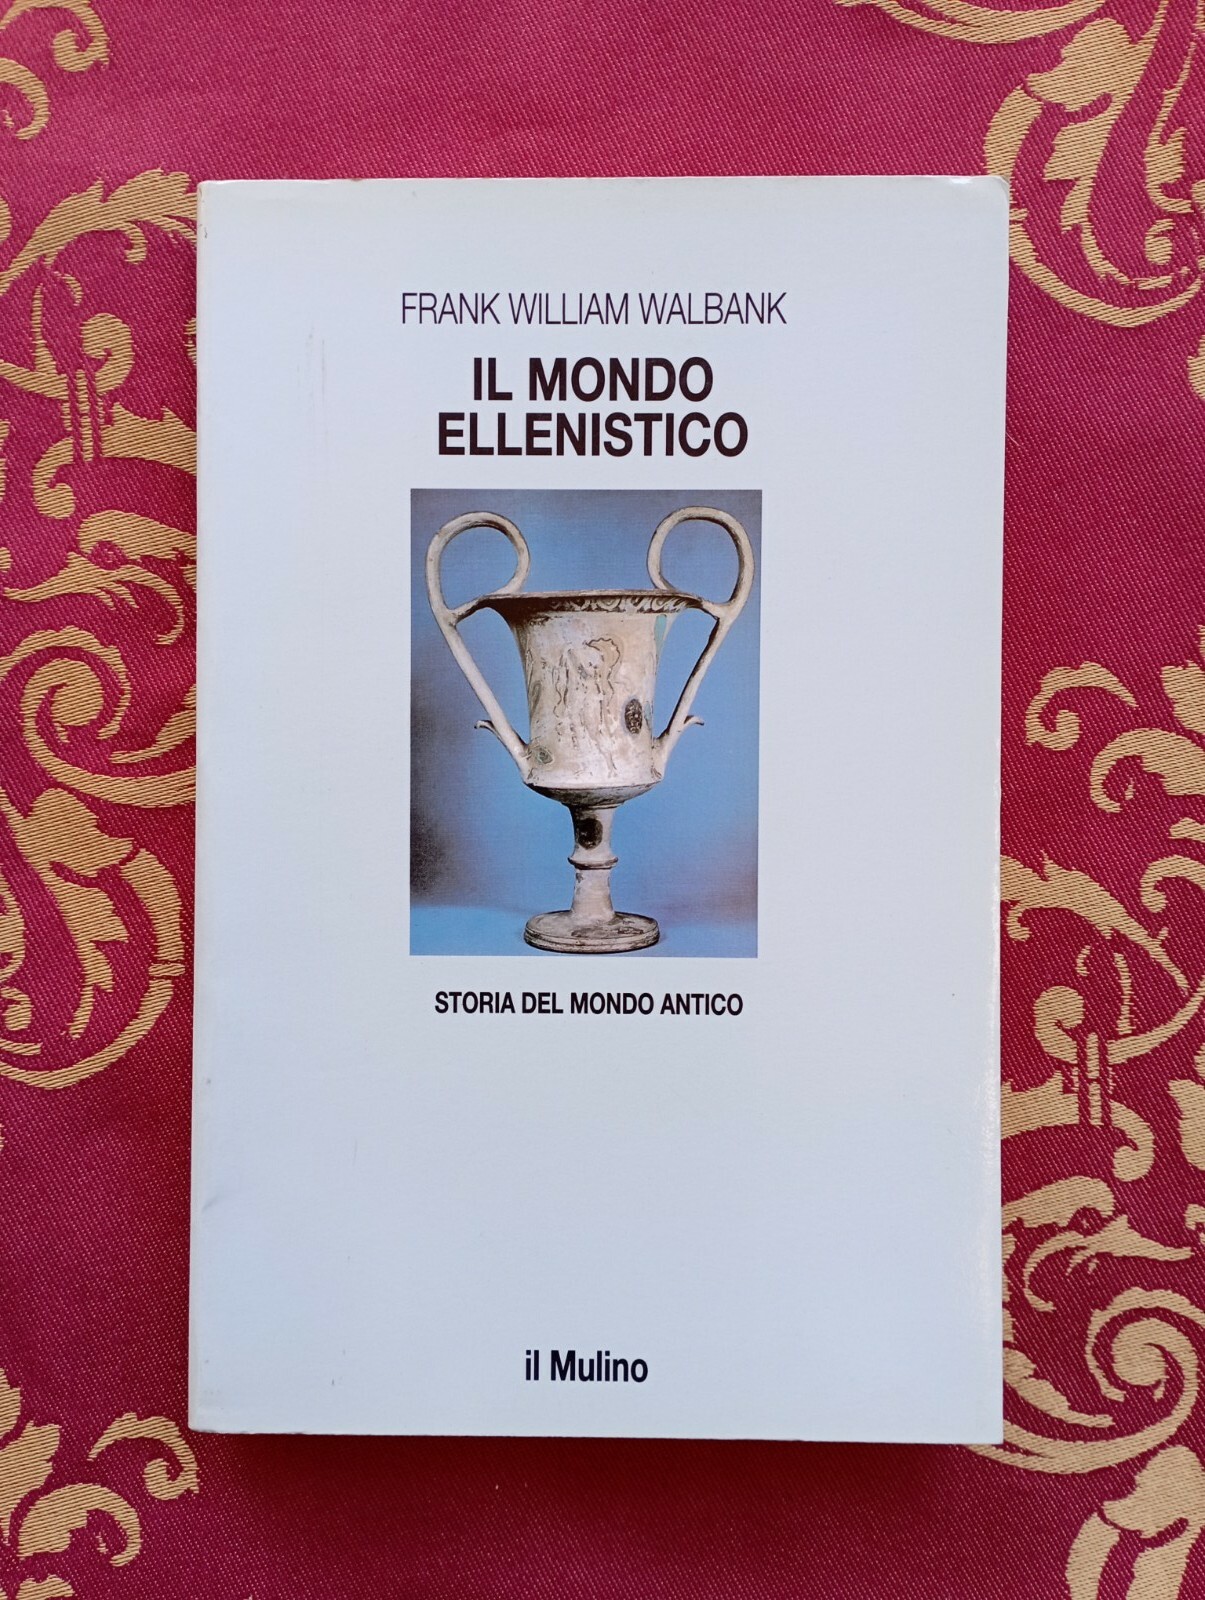 FRANK WILLIAM WALBANK
IL MONDO
ELLENISTICO
STORIA DEL MONDO ANTICO
il Mulino